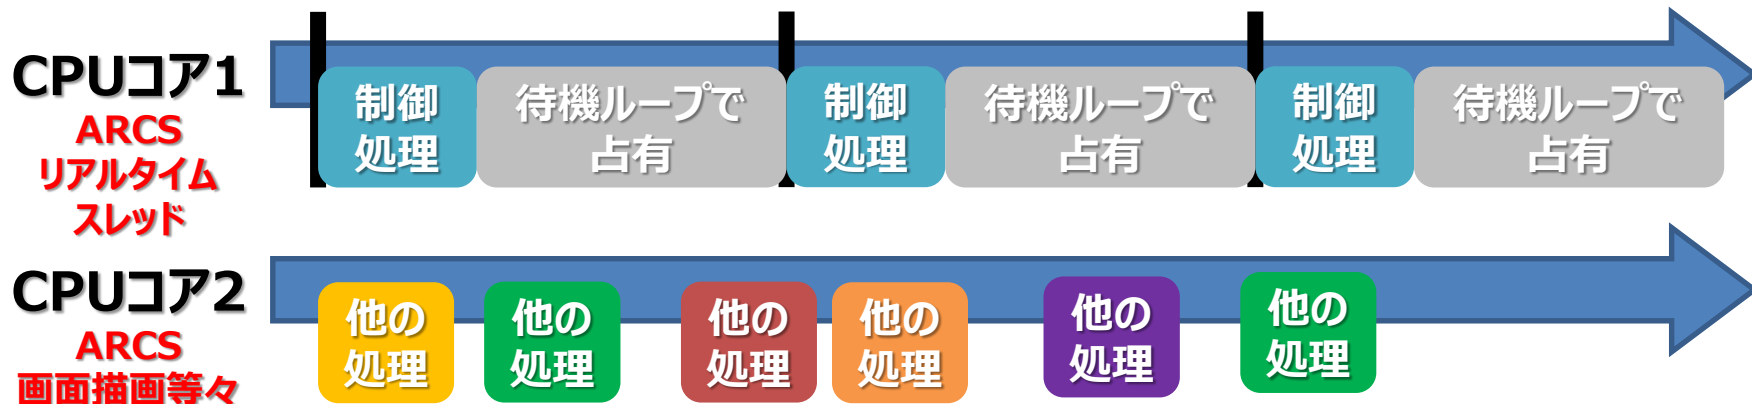 CPUコア1
ARCS
リアルタイム
スレッド
制御
処理
待機ループで
占有
制御
処理
待機ループで
占有
制御
処理
待機ループで
占有
CPUコア2
ARCS
画面描画等々
他の
処理
他の
処理
他の
処理
他の
処理
他の
処理
他の
処理